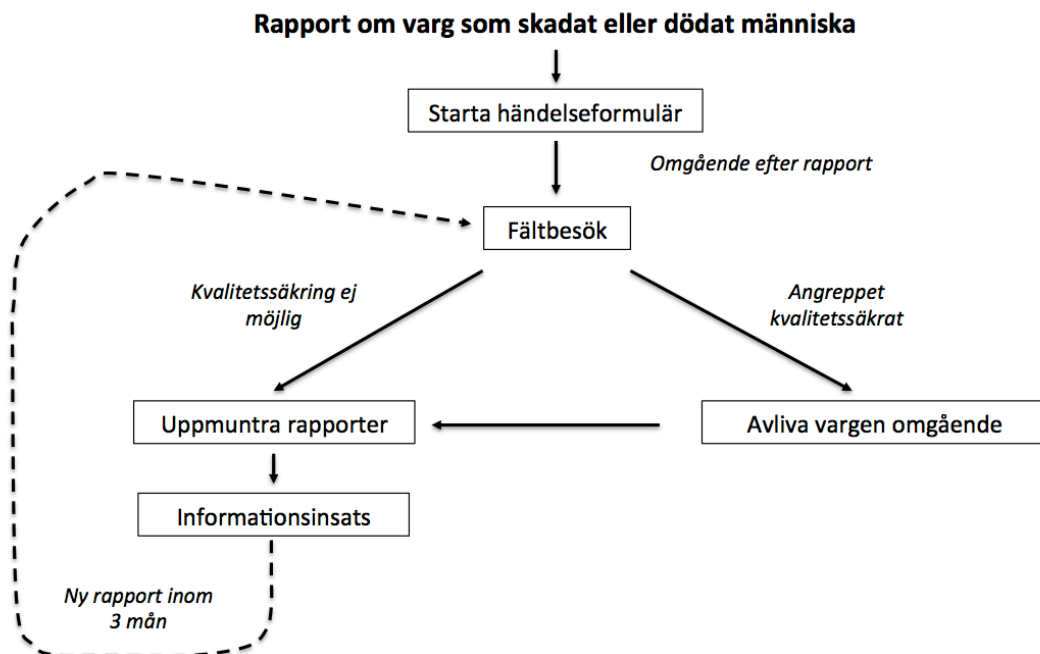 Rapport om varg som skadat eller dödat människa
Starta händelseformulär
Omgående efter rapport
Fältbesök
Kvalitetssäkring ej
möjlig
Angreppet
kvalitetssäkrat
Uppmuntra rapporter
Avliva vargen omgående
Informationsinsats
Ny rapport inom
3 mån